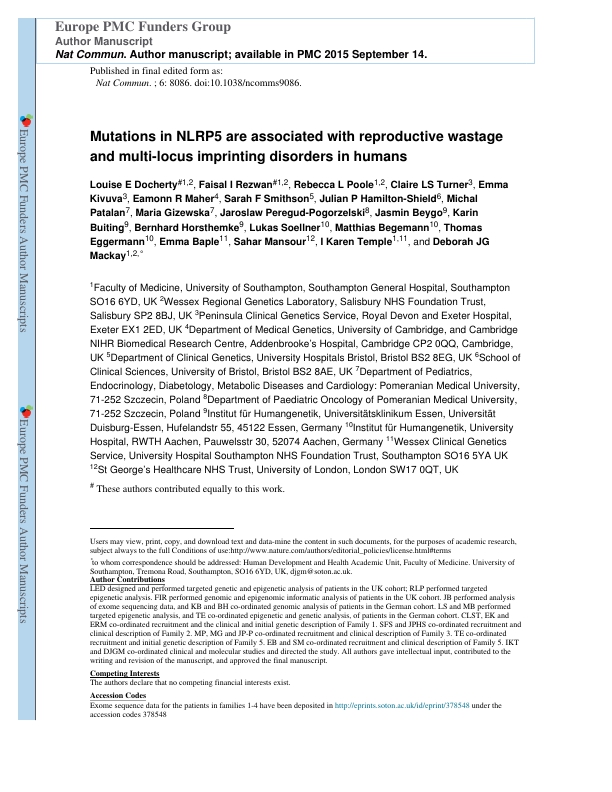 Europe PMC Funders Group
Author Manuscript
Nat Commun. Author manuscript; available in PMC 2015 September 14.
Published in final edited form as:
Nat Commun. ; 6: 8086. doi:10.1038/ncomms9086.
Europe PMC Funders Author Manuscripts
Europe PMC Funders Author Manuscripts
Mutations in NLRP5 are associated with reproductive wastage
and multi-locus imprinting disorders in humans
Louise E Docherty#1,2, Faisal I Rezwan#1,2, Rebecca L Poole1,2, Claire LS Turner3, Emma
Kivuva3, Eamonn R Maher4, Sarah F Smithson5, Julian P Hamilton-Shield6, Michal
Patalan7, Maria Gizewska7, Jaroslaw Peregud-Pogorzelski8, Jasmin Beygo9, Karin
Buiting9, Bernhard Horsthemke9, Lukas Soellner10, Matthias Begemann10, Thomas
Eggermann10, Emma Baple11, Sahar Mansour12, I Karen Temple1,11, and Deborah JG
Mackay1,2,*
1Faculty of Medicine, University of Southampton, Southampton General Hospital, Southampton
SO16 6YD, UK 2Wessex Regional Genetics Laboratory, Salisbury NHS Foundation Trust,
Salisbury SP2 8BJ, UK 3Peninsula Clinical Genetics Service, Royal Devon and Exeter Hospital,
Exeter EX1 2ED, UK 4Department of Medical Genetics, University of Cambridge, and Cambridge
NIHR Biomedical Research Centre, Addenbrooke's Hospital, Cambridge CP2 0QQ, Cambridge,
UK 5Department of Clinical Genetics, University Hospitals Bristol, Bristol BS2 8EG, UK 6School of
Clinical Sciences, University of Bristol, Bristol BS2 8AE, UK 7Department of Pediatrics,
Endocrinology, Diabetology, Metabolic Diseases and Cardiology: Pomeranian Medical University,
71-252 Szczecin, Poland 8Department of Paediatric Oncology of Pomeranian Medical University,
71-252 Szczecin, Poland 9Institut für Humangenetik, Universitätsklinikum Essen, Universität
Duisburg-Essen, Hufelandstr 55, 45122 Essen, Germany 10Institut für Humangenetik, University
Hospital, RWTH Aachen, Pauwelsstr 30, 52074 Aachen, Germany 11Wessex Clinical Genetics
Service, University Hospital Southampton NHS Foundation Trust, Southampton SO16 5YA UK
12St George's Healthcare NHS Trust, University of London, London SW17 0QT, UK
# These authors contributed equally to this work.
Users may view, print, copy, and download text and data-mine the content in such documents, for the purposes of academic research,
subject always to the full Conditions of use:http://www.nature.com/authors/editorial_policies/license.html#terms
*to whom correspondence should be addressed: Human Development and Health Academic Unit, Faculty of Medicine. University of
Southampton, Tremona Road, Southampton, SO16 6YD, UK, djgm@soton.ac.uk.
Author Contributions
LED designed and performed targeted genetic and epigenetic analysis of patients in the UK cohort; RLP performed targeted
epigenetic analysis. FIR performed genomic and epigenomic informatic analysis of patients in the UK cohort. JB performed analysis
of exome sequencing data, and KB and BH co-ordinated genomic analysis of patients in the German cohort. LS and MB performed
targeted epigenetic analysis, and TE co-ordinated epigenetic and genetic analysis, of patients in the German cohort. CLST, EK and
ERM co-ordinated recruitment and the clinical and initial genetic description of Family 1. SFS and JPHS co-ordinated recruitment and
clinical description of Family 2. MP, MG and JP-P co-ordinated recruitment and clinical description of Family 3. TE co-ordinated
recruitment and initial genetic description of Family 5. EB and SM co-ordinated recruitment and clinical description of Family 5. IKT
and DJGM co-ordinated clinical and molecular studies and directed the study. All authors gave intellectual input, contributed to the
writing and revision of the manuscript, and approved the final manuscript.
Competing Interests
The authors declare that no competing financial interests exist.
Accession Codes
Exome sequence data for the patients in families 1-4 have been deposited in http://eprints.soton.ac.uk/id/eprint/378548 under the
accession codes 378548